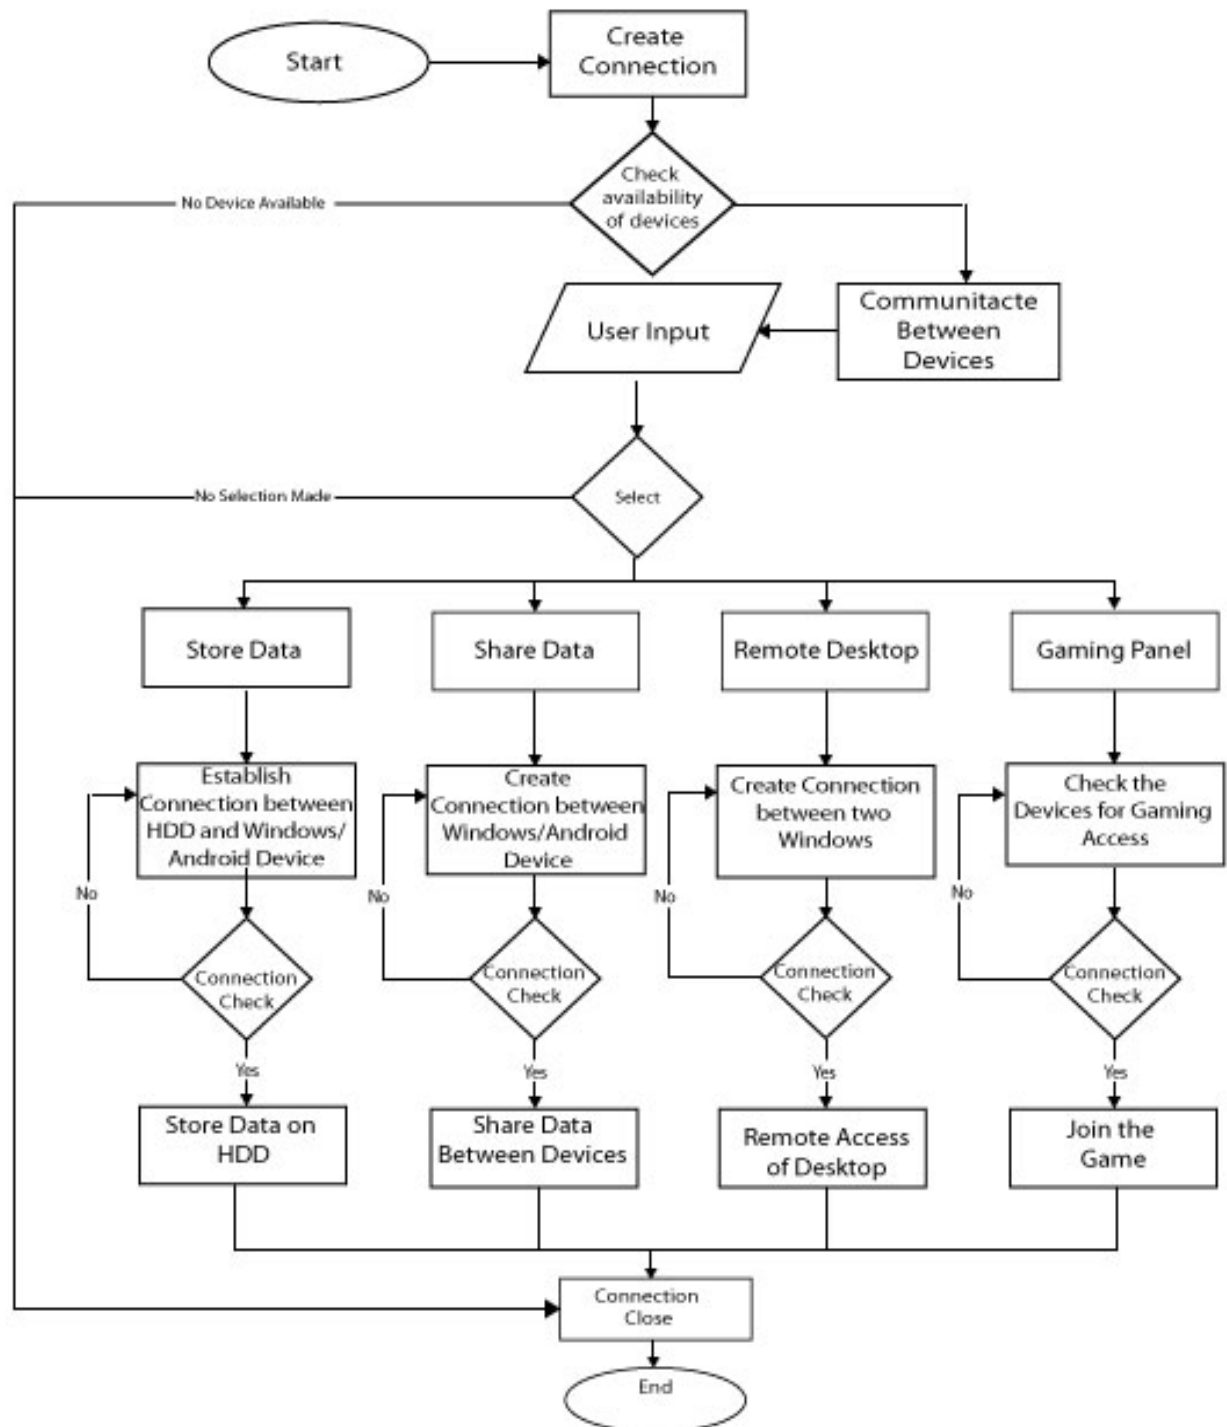 Start
Create
Connection
Check
availability
of devices
No Device Available
Communitacte
Between
Devices
User Input
Select
No Selection Made
Store Data
Share Data
Remote Desktop
Gaming Panel
Establish
Connection between
HDD and Windows/
Android Device
Create
Connection between
Windows/Android
Device
Create Connection
between two
Windows
Check the
Devices for Gaming
Access
No
No
No
No
Connection
Check
Connection
Check
Connection
Check
Connection
Check
Yes
Yes
Yes
Yes
Store Data on
HDD
Share Data
Between Devices
Remote Access
of Desktop
Join the
Game
Connection
Close
End